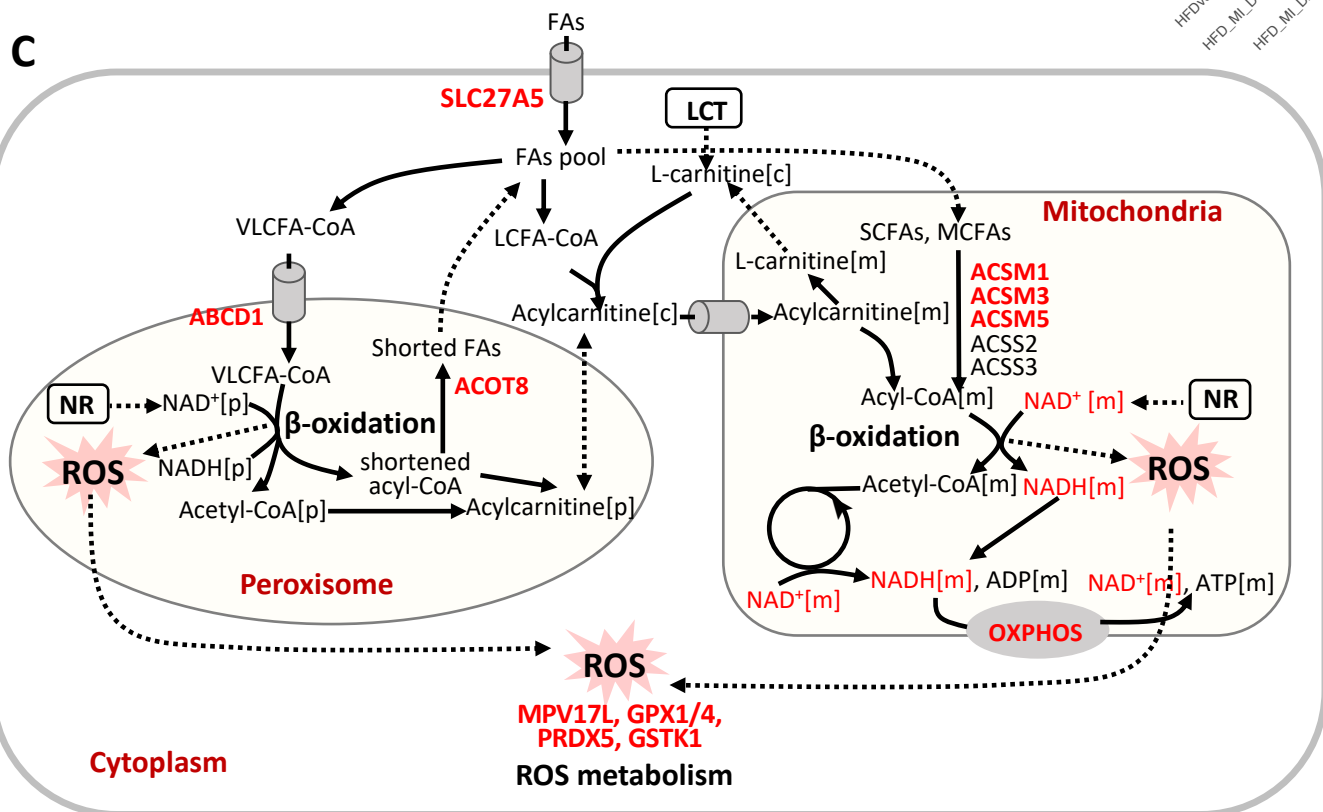 C
FAs
HFDV
HFD_MI_D
HFD_MI_D
SLC27A5
LCT
FAs pool
L-carnitine[c]
VLCFA-CoA
LCFA-CoA
Mitochondria
SCFAs, MCFAs
L-carnitine[m]
ACSM1
ACSM3
ACSM5
ACSS2
ACSS3
ABCD1
Acylcarnitine[c]
Acylcarnitine[m]
Shorted FAs
VLCFA-CoA
ACOT8
NR
NAD⁺[p]
β-oxidation
Acyl-CoA[m]
NAD⁺ [m]
NR
β-oxidation
ROS
NADH[p]
shortened
acyl-CoA
ROS
Acetyl-CoA[m]
NADH[m]
Acetyl-CoA[p]
Acylcarnitine[p]
Peroxisome
NAD⁺[m]
NADH[m], ADP[m]
NAD⁺[m], ATP[m]
OXPHOS
ROS
MPV17L, GPX1/4,
PRDX5, GSTK1
ROS metabolism
Cytoplasm